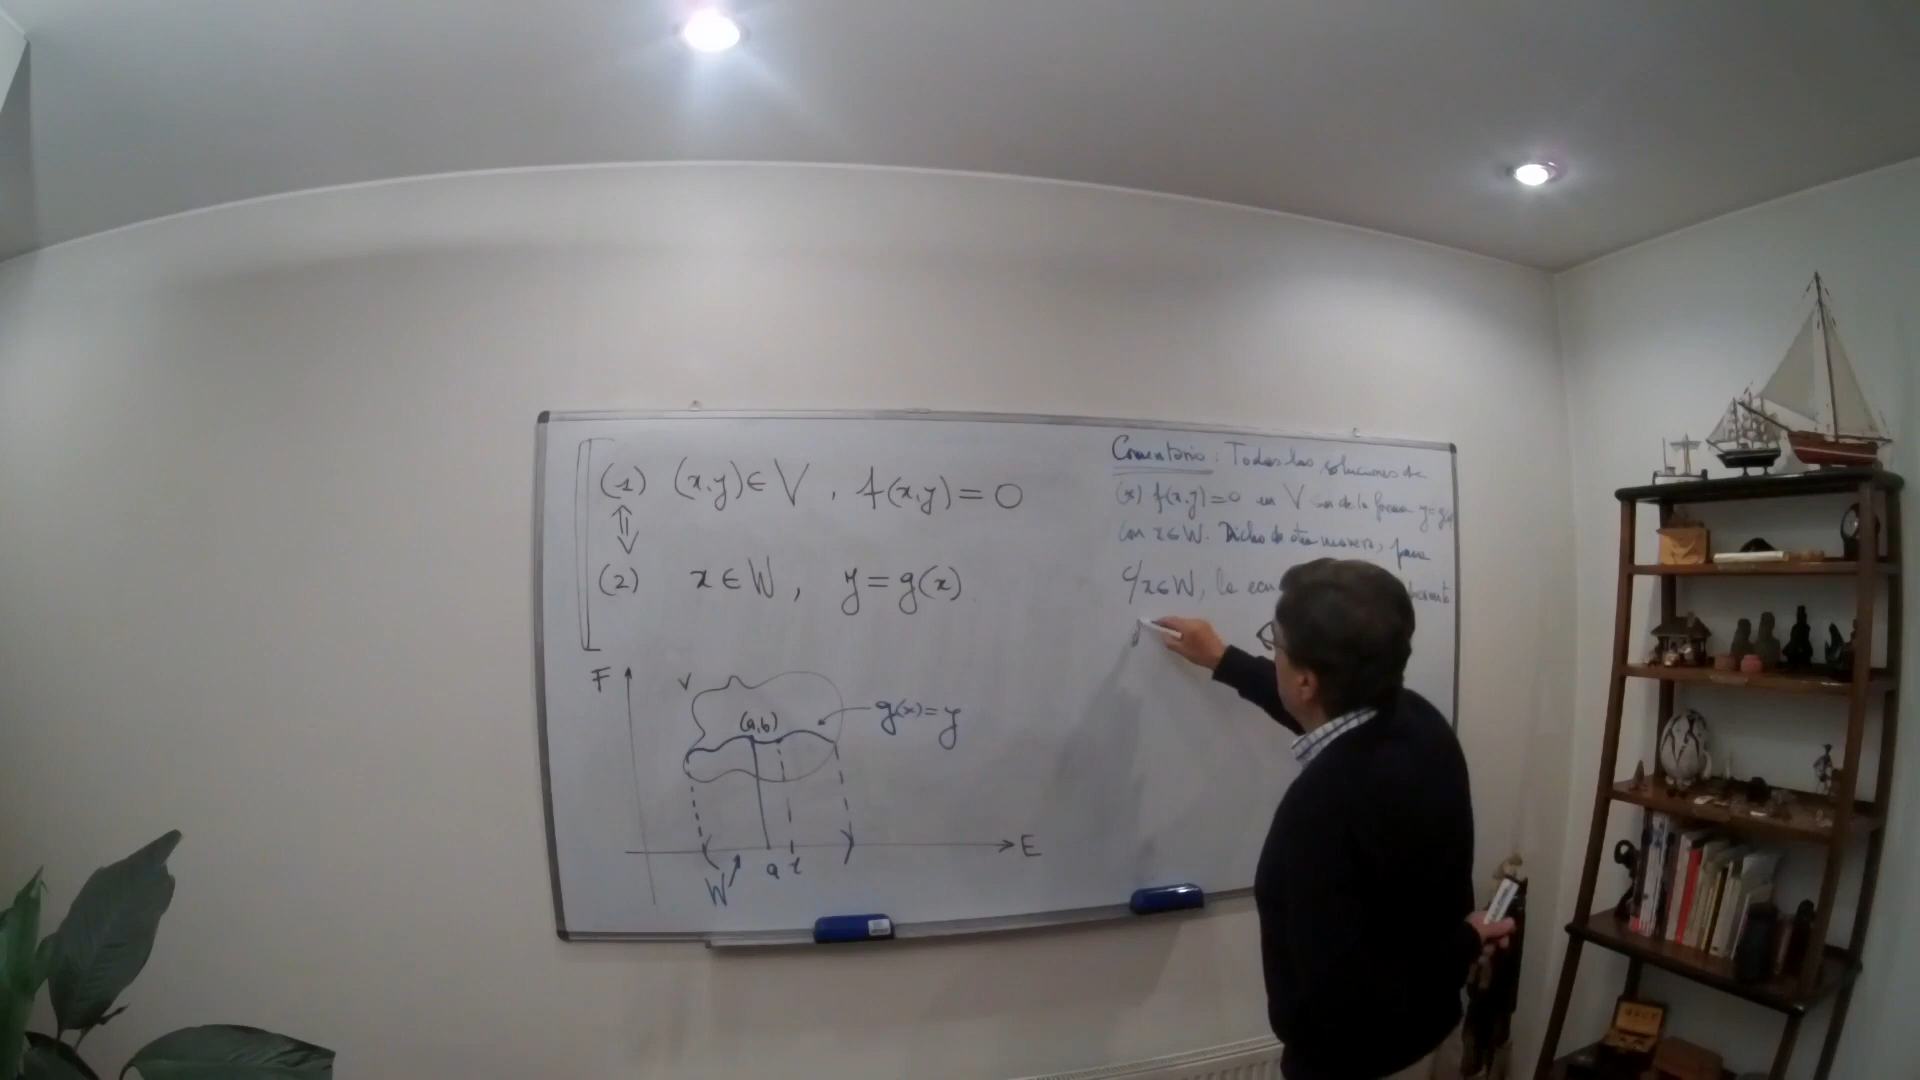 (1) (x,y) ∈ V , f(x,y) = 0
⇕
(2) x ∈ W , y = g(x)
F
V
(a,b)
g(x) = y
E
a
W
Comentario : Todas las soluciones de
(*) f(x,y) = 0 en V son de la forma y = g(x)
con x ∈ W. Dicho de otra manera, para
c/x ∈ W, la ecu